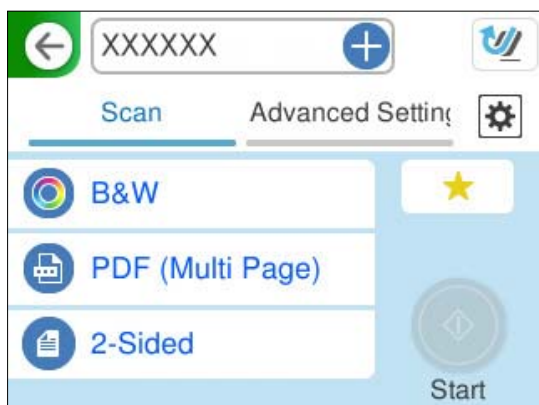 XXXXXX
Scan Advanced Setting
B&W
PDF (Multi Page)
2-Sided
Start